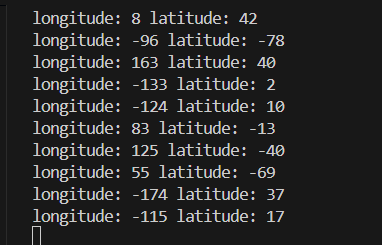 longitude: 8 latitude: 42
longitude: -96 latitude: -78
longitude: 163 latitude: 40
longitude: -133 latitude: 2
longitude: -124 latitude: 10
longitude: 83 latitude: -13
longitude: 125 latitude: -40
longitude: 55 latitude: -69
longitude: -174 latitude: 37
longitude: -115 latitude: 17